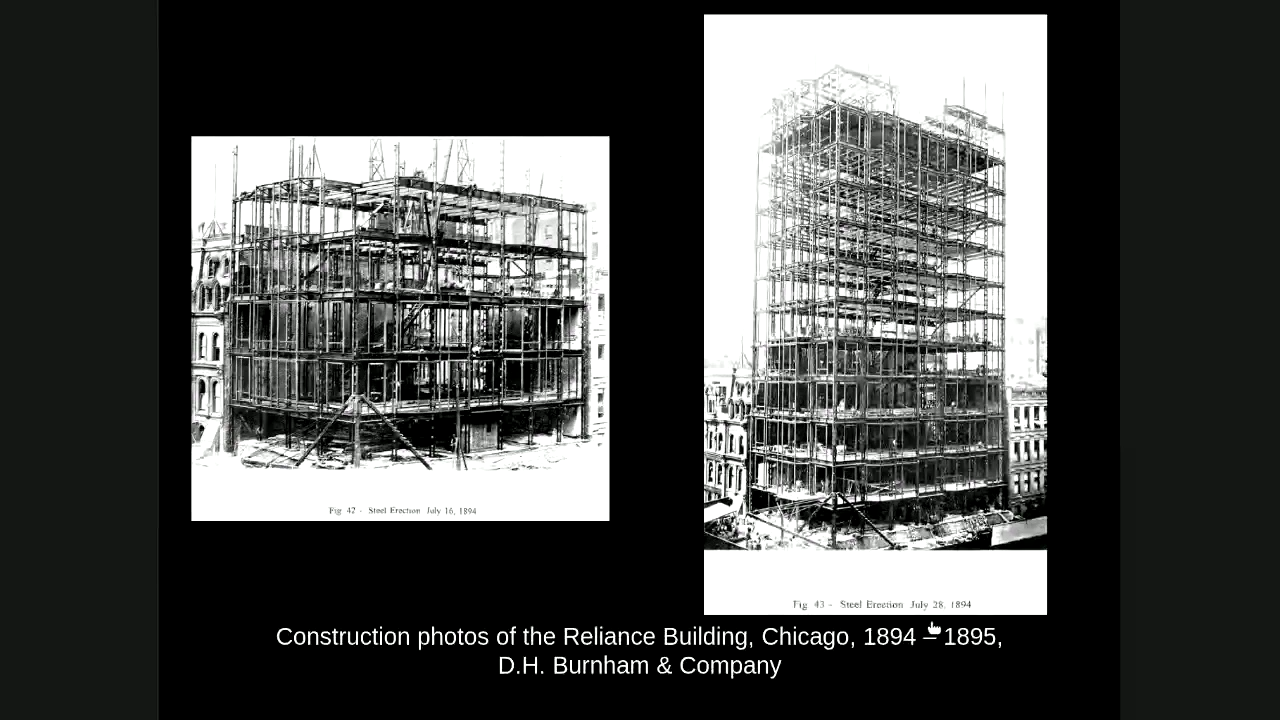 Fig 42 - Steel Erection July 16, 1894
Fig 43 - Steel Erection July 28, 1894
Construction photos of the Reliance Building, Chicago, 1894 – 1895,
D.H. Burnham & Company